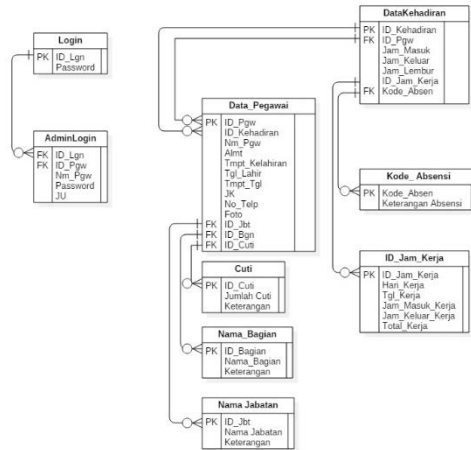 Login
PK ID_Lgn
Password
AdminLogin
FK ID_Lgn
FK ID_Pgw
Nm_Pgw
Password
JU
Data_Pegawai
PK ID_Pgw
ID_Kehadiran
Nm_Pgw
Almt
Tmpt_Kelahiran
Tgl_Lahir
Tmpt_Tgl
JK
No_Telp
Foto
FK ID_Jbt
FK ID_Bgn
FK ID_Cuti
Cuti
PK ID_Cuti
Jumlah Cuti
Keterangan
Nama_Bagian
PK ID_Bagian
Nama_Bagian
Keterangan
Nama Jabatan
PK ID_Jbt
Nama Jabatan
Keterangan
DataKehadiran
PK ID_Kehadiran
FK ID_Pgw
Jam_Masuk
Jam_Keluar
Jam_Lembur
FK ID_Jam_Kerja
FK Kode_Absen
Kode_ Absensi
PK Kode_Absen
Keterangan Absensi
ID_Jam_Kerja
PK ID_Jam_Kerja
Hari_Kerja
Tgl_Kerja
Jam_Masuk_Kerja
Jam_Keluar_Kerja
Total_Kerja